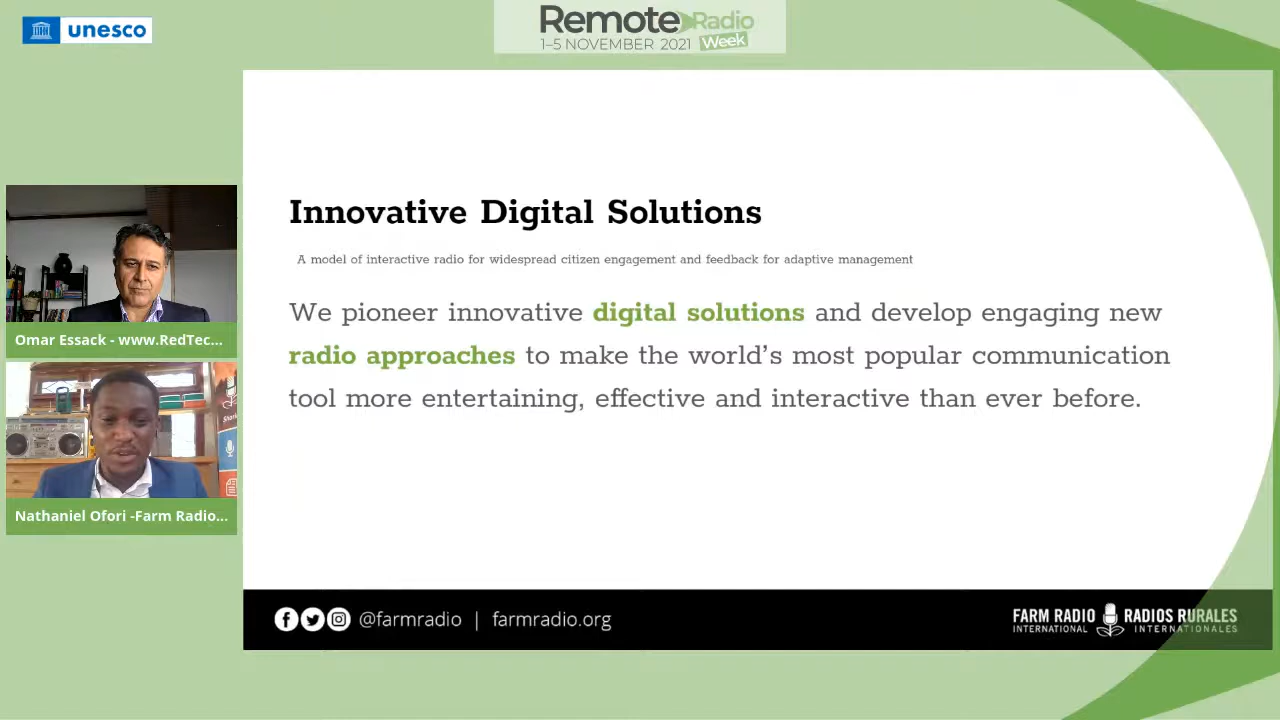 unesco
Remote Radio
1–5 NOVEMBER 2021 Week
Innovative Digital Solutions
A model of interactive radio for widespread citizen engagement and feedback for adaptive management
We pioneer innovative digital solutions and develop engaging new
radio approaches to make the world’s most popular communication
tool more entertaining, effective and interactive than ever before.
Omar Essack - www.RedTec...
Nathaniel Ofori -Farm Radio...
@farmradio | farmradio.org
FARM RADIO RADIOS RURALES
INTERNATIONAL INTERNATIONALES